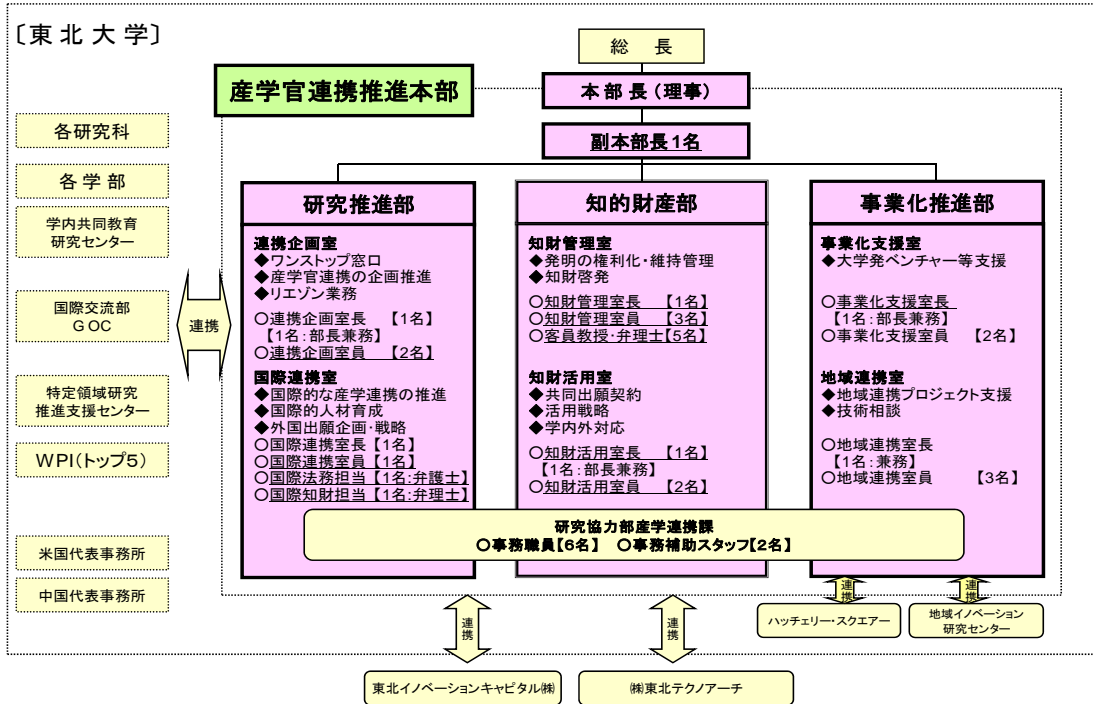 〔東 北 大 学〕
総　長
産学官連携推進本部
本 部 長（理事）
副本部長１名
各研究科
各 学 部
学内共同教育
研究センター
国際交流部
ＧＯＣ
特定領域研究
推進支援センター
ＷＰＩ（トップ５）
米国代表事務所
中国代表事務所
連携
研究推進部
連携企画室
◆ワンストップ窓口
◆産学官連携の企画推進
◆リエゾン業務
○連携企画室長　【１名】
【１名：部長兼務】
○連携企画室員　【２名】
国際連携室
◆国際的な産学連携の推進
◆国際的人材育成
◆外国出願企画・戦略
○国際連携室長【１名】
○国際連携室員【１名】
○国際法務担当【１名：弁護士】
○国際知財担当【１名：弁理士】
知的財産部
知財管理室
◆発明の権利化・維持管理
◆知財啓発
○知財管理室長　【１名】
○知財管理室員　【３名】
○客員教授・弁理士【５名】
知財活用室
◆共同出願契約
◆活用戦略
◆学内外対応
○知財活用室長　【１名】
【１名：部長兼務】
○知財活用室員　【２名】
事業化推進部
事業化支援室
◆大学発ベンチャー等支援
○事業化支援室長
【１名：部長兼務】
○事業化支援室員　【２名】
地域連携室
◆地域連携プロジェクト支援
◆技術相談
○地域連携室長
【１名：兼務】
○地域連携室員　　【３名】
研究協力部産学連携課
○事務職員【６名】　○事務補助スタッフ【２名】
連携
連携
連携
連携
ハッチェリー・スクエアー
地域イノベーション
研究センター
東北イノベーションキャピタル㈱
㈱東北テクノアーチ